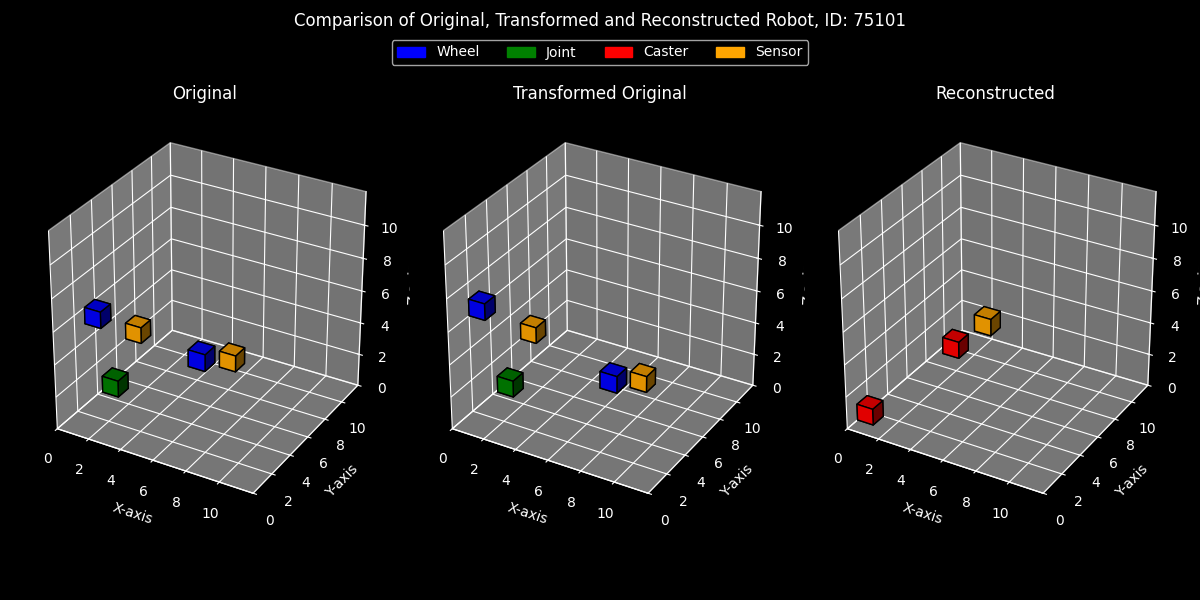 Comparison of Original, Transformed and Reconstructed Robot, ID: 75101
Wheel Joint Caster Sensor
Original Transformed Original Reconstructed
10 10 10
8 8 8
6 6 6
4 4 4
2 2 2
0 0 0
0 2 4 6 8 10 0 2 4 6 8 10 0 2 4 6 8 10
X-axis X-axis X-axis
0 2 4 6 8 10 0 2 4 6 8 10 0 2 4 6 8 10
Y-axis Y-axis Y-axis